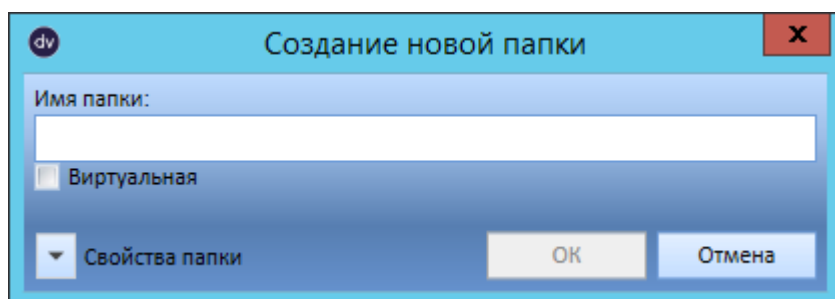 dv
Создание новой папки
x
Имя папки:
Виртуальная
Свойства папки
ОК
Отмена